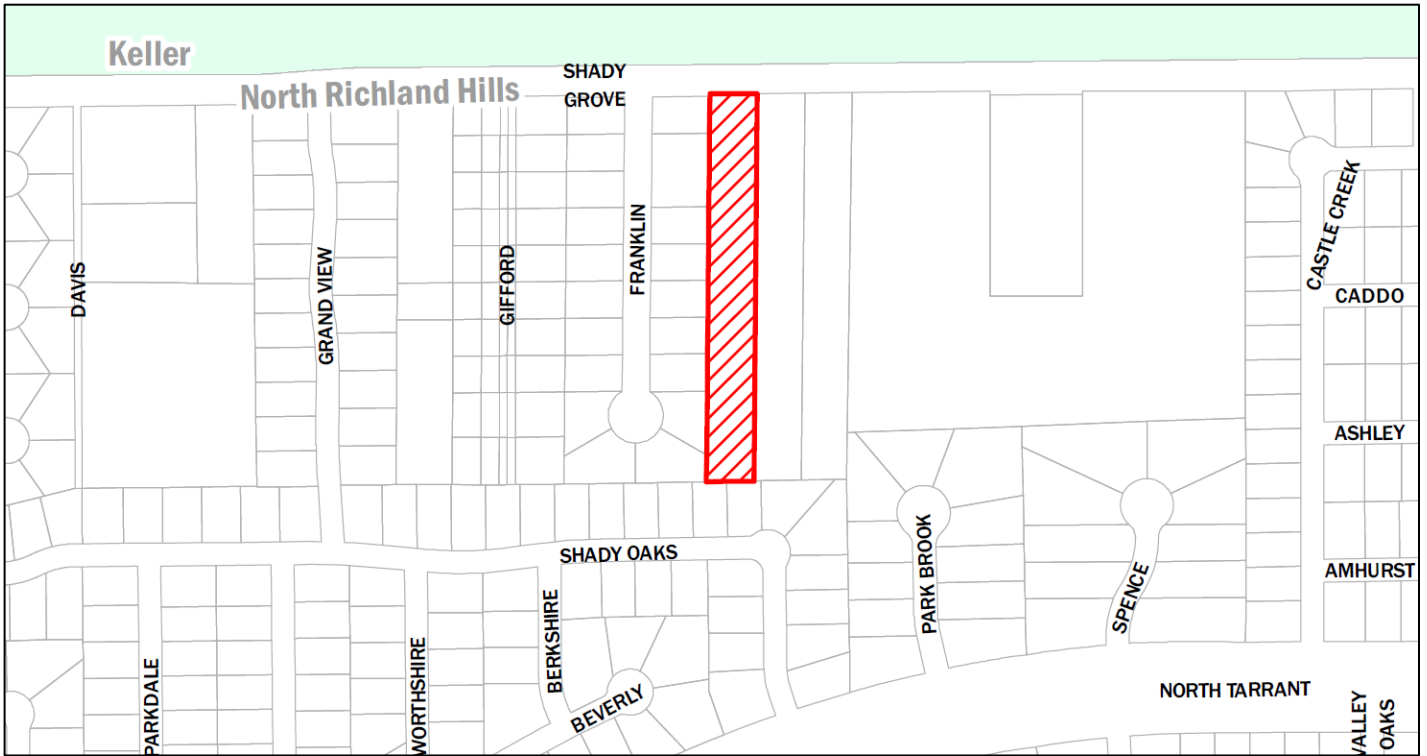 Keller
North Richland Hills
SHADY
GROVE
DAVIS
GRAND VIEW
GIFFORD
FRANKLIN
CASTLE CREEK
CADDO
ASHLEY
AMHURST
SHADY OAKS
PARKDALE
WORTHSHIRE
BERKSHIRE
BEVERLY
PARK BROOK
SPENCE
NORTH TARRANT
VALLEY
OAKS